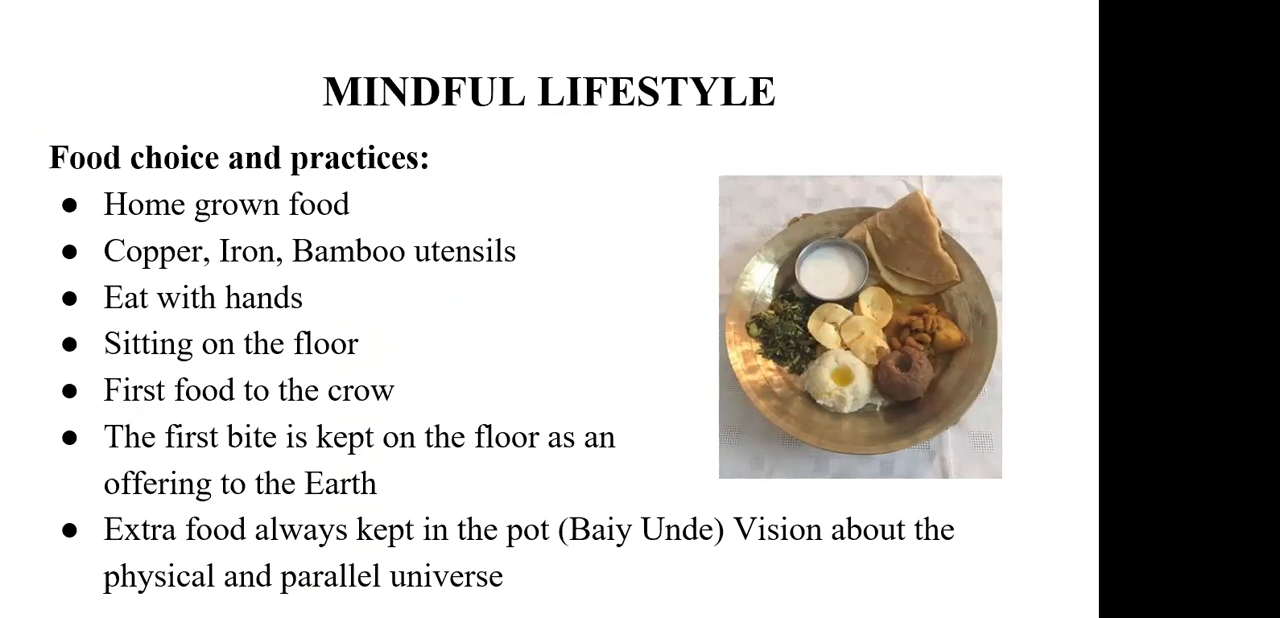 MINDFUL LIFESTYLE
Food choice and practices:
● Home grown food
● Copper, Iron, Bamboo utensils
● Eat with hands
● Sitting on the floor
● First food to the crow
● The first bite is kept on the floor as an
offering to the Earth
● Extra food always kept in the pot (Baiy Unde) Vision about the
physical and parallel universe